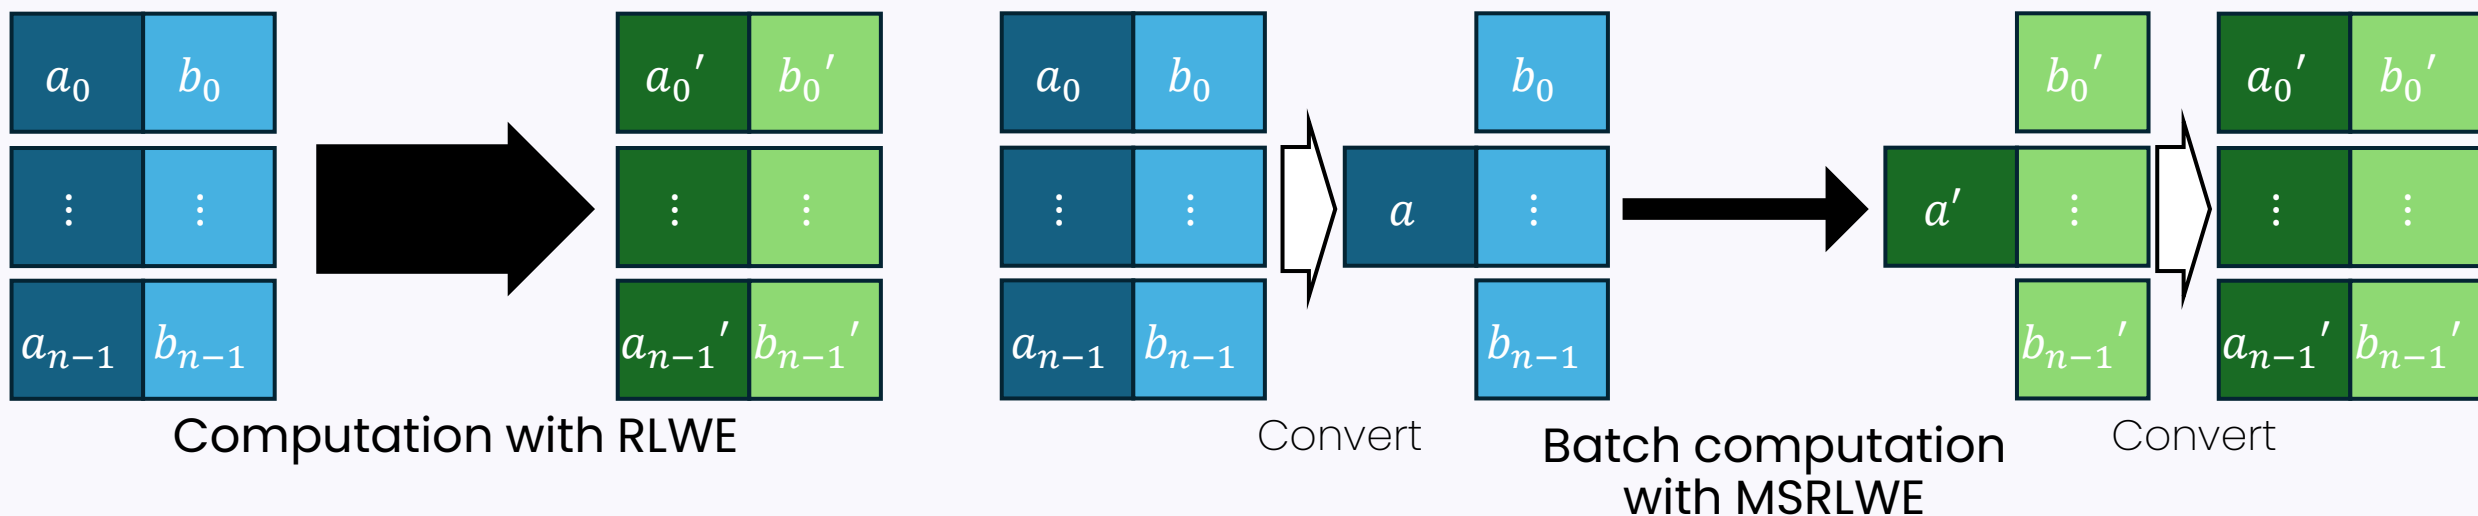 a₀ b₀ a₀′ b₀′ a₀ b₀ b₀ b₀′ a₀′ b₀′
⋮ ⋮ ⋮ ⋮ ⋮ ⋮ a ⋮ a′ ⋮ ⋮ ⋮
aₙ₋₁ bₙ₋₁ aₙ₋₁′ bₙ₋₁′ aₙ₋₁ bₙ₋₁ bₙ₋₁ bₙ₋₁′ aₙ₋₁′ bₙ₋₁′
Computation with RLWE
Convert
Batch computation
with MSRLWE
Convert